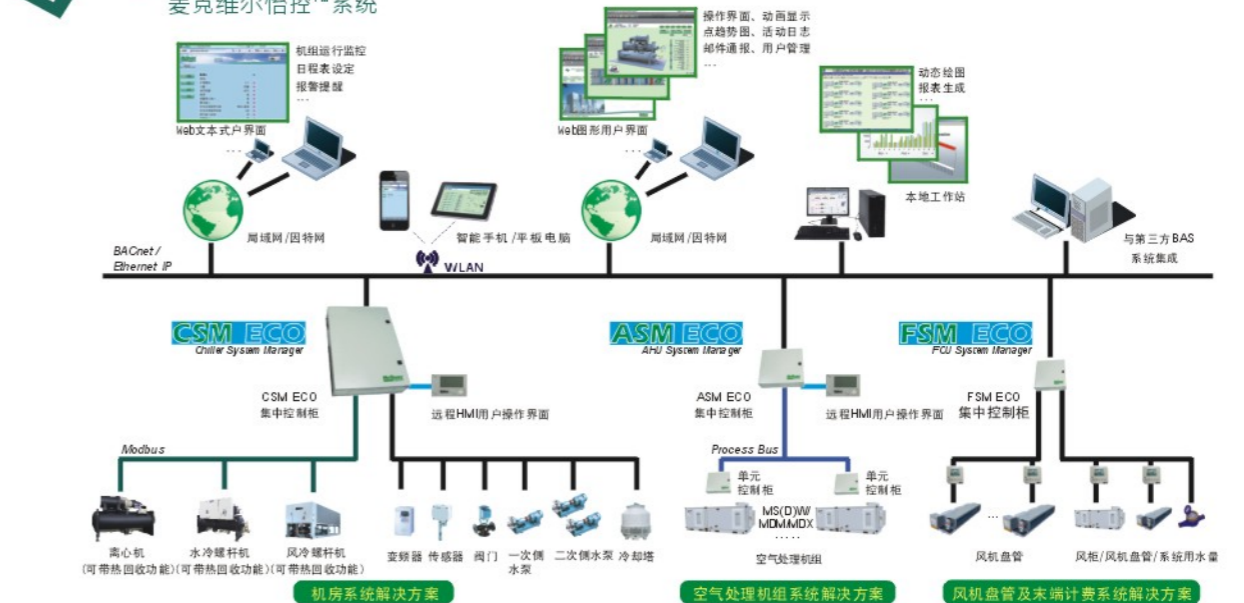 麦克维尔怡控™系统
机组运行监控
日程表设定
报警提醒
...
Web文本式户界面
...
局域网/因特网
智能手机/平板电脑
WLAN
操作界面、动画显示
点趋势图、活动日志
邮件通报、用户管理
...
Web图形用户界面
...
局域网/因特网
动态绘图
报表生成
...
本地工作站
与第三方BAS
系统集成
BACnet/
Ethernet IP
CSM ECO
Chiller System Manager
CSM ECO
集中控制柜
远程HMI用户操作界面
ASM ECO
AHU System Manager
ASM ECO
集中控制柜
远程HMI用户操作界面
FSM ECO
FCU System Manager
FSM ECO
集中控制柜
Modbus
离心机
(可带热回收功能)
水冷螺杆机
(可带热回收功能)
风冷螺杆机
(可带热回收功能)
变频器
传感器
阀门
一次侧
水泵
二次侧水泵
冷却塔
机房系统解决方案
Process Bus
单元
控制柜
单元
控制柜
MS(D)W/
MDM/MDX
.....
空气处理机组
空气处理机组系统解决方案
...
风机盘管
风柜/风机盘管/系统用水量
风机盘管及末端计费系统解决方案